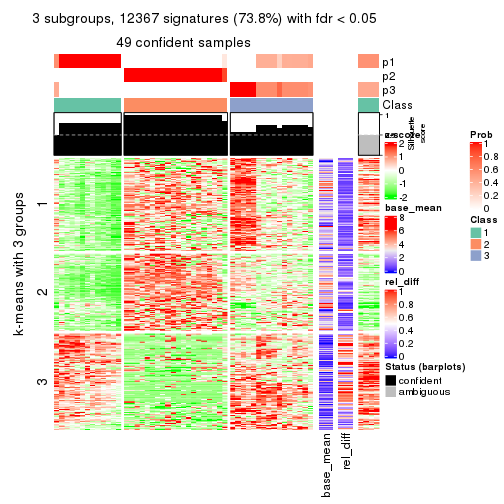 3 subgroups, 12367 signatures (73.8%) with fdr < 0.05
49 confident samples
p1
p2
p3
Class
1
Silhouette
score
k-means with 3 groups
1
2
3
base_mean
rel_diff
z-score
2
1
0
-1
-2
base_mean
8
6
4
2
0
rel_diff
1
0.8
0.6
0.4
0.2
0
Status (barplots)
confident
ambiguous
Prob
1
0.8
0.6
0.4
0.2
0
Class
1
2
3